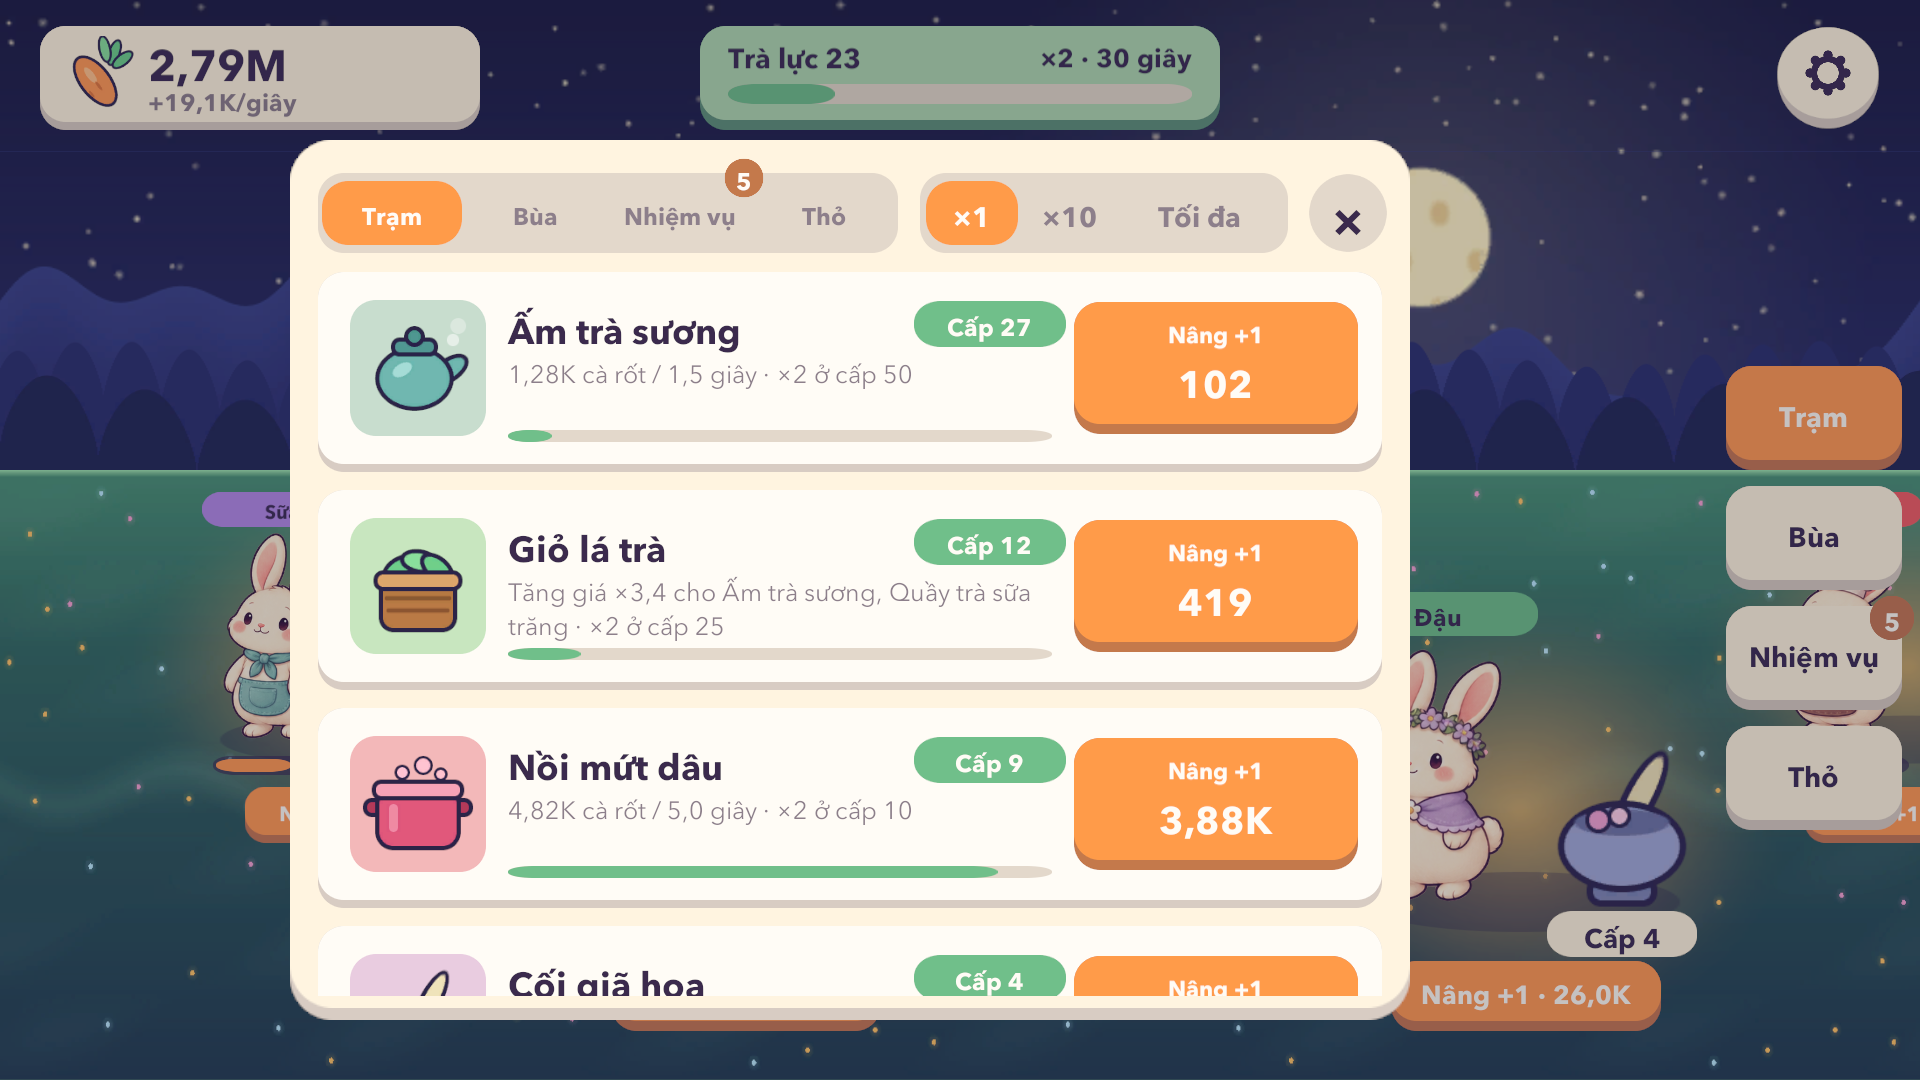 2,79M
+19,1K/giây
Trà lực 23
×2 · 30 giây
5
Trạm
Bùa
Nhiệm vụ
Thỏ
×1
×10
Tối đa
Ấm trà sương
Cấp 27
1,28K cà rốt / 1,5 giây · ×2 ở cấp 50
Nâng +1
102
Giỏ lá trà
Cấp 12
Tăng giá ×3,4 cho Ấm trà sương, Quầy trà sữa
trăng · ×2 ở cấp 25
Nâng +1
419
Nồi mứt dâu
Cấp 9
4,82K cà rốt / 5,0 giây · ×2 ở cấp 10
Nâng +1
3,88K
Cối giã hoa
Cấp 4
Nâng +1
Trạm
Bùa
5
Nhiệm vụ
Thỏ
Đậu
Cấp 4
Nâng +1 · 26,0K
+1